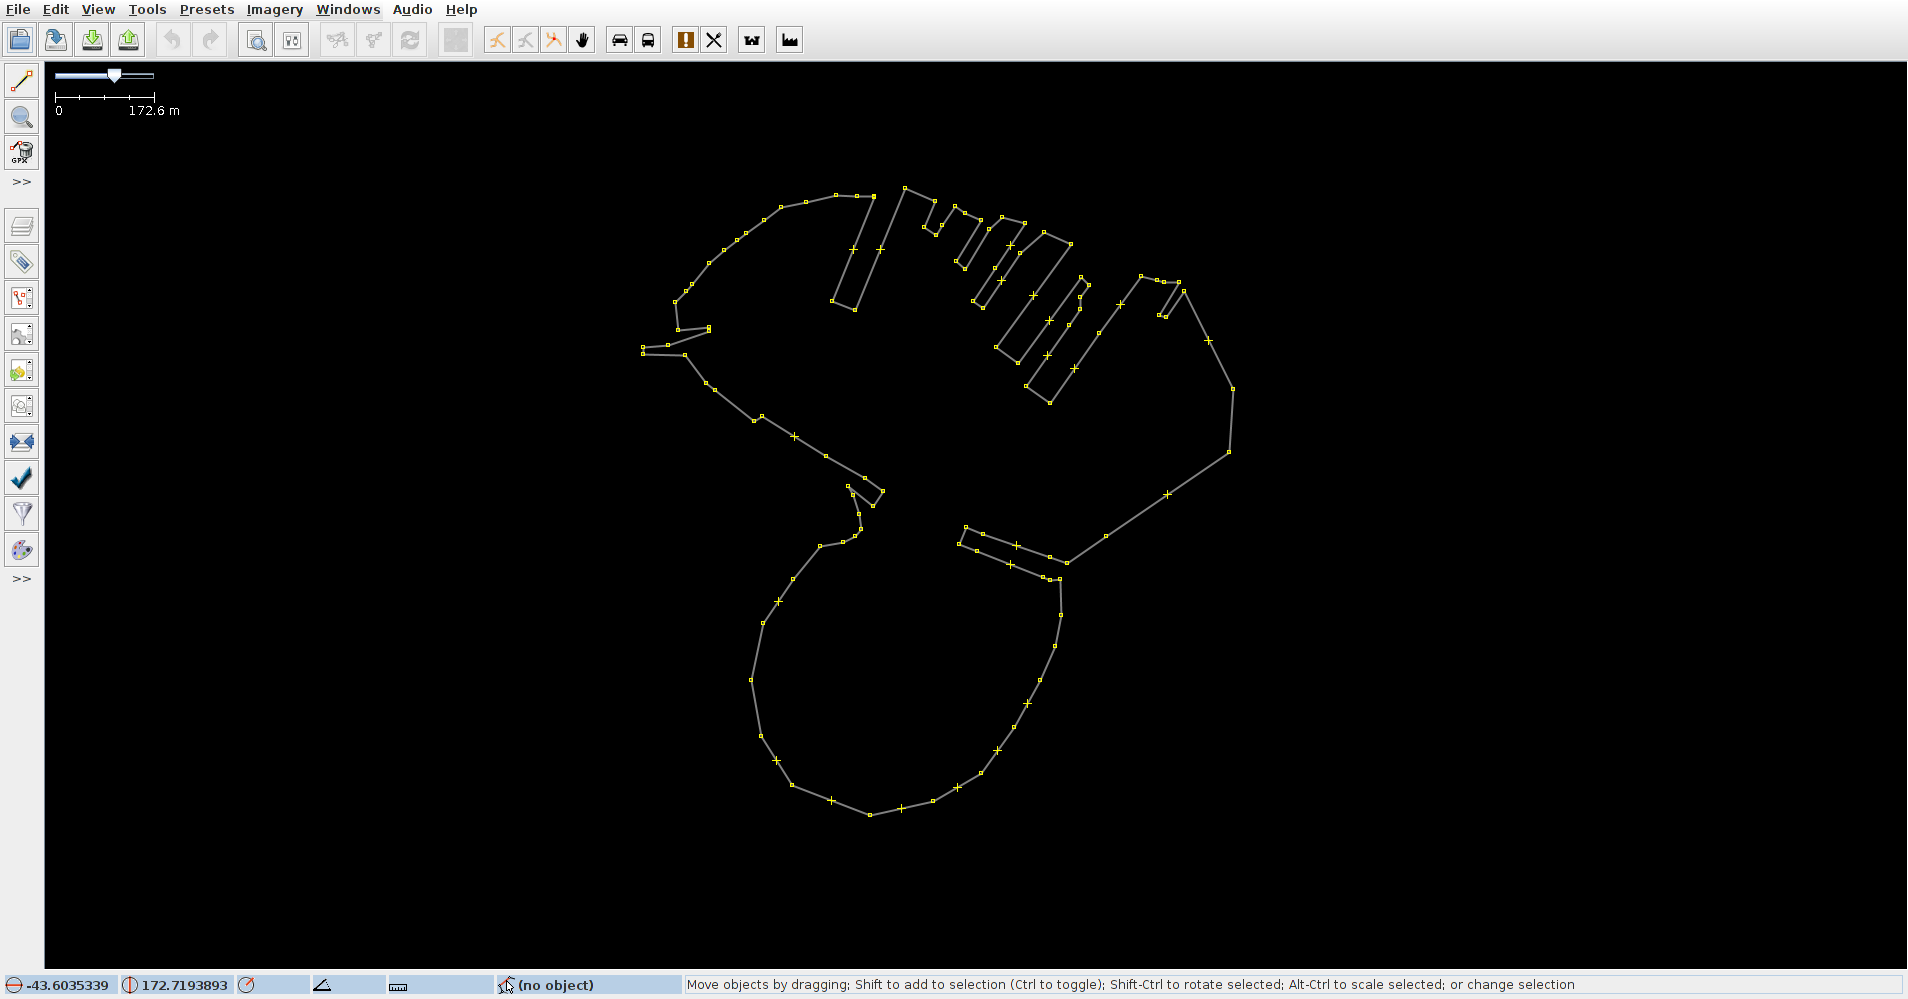 File Edit View Tools Presets Imagery Windows Audio Help
0 172.6 m
GPX
>>
>>
-43.6035339 172.7193893 (no object) Move objects by dragging; Shift to add to selection (Ctrl to toggle); Shift-Ctrl to rotate selected; Alt-Ctrl to scale selected; or change selection